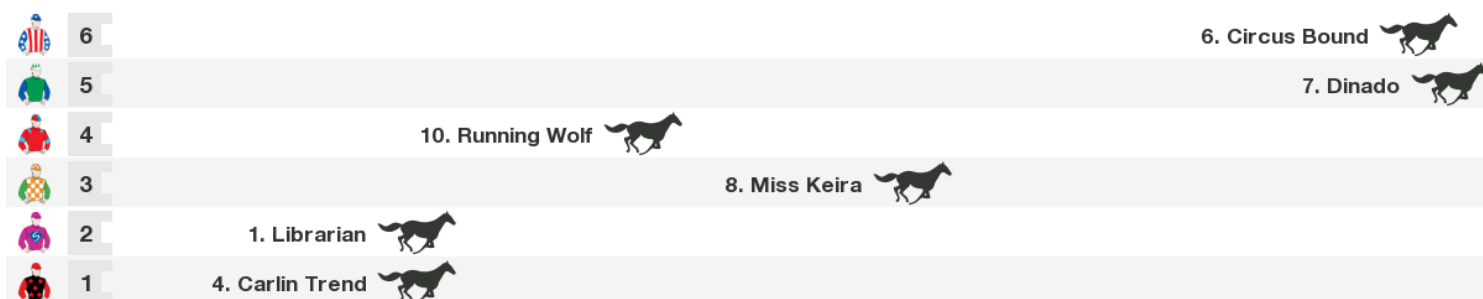 6 6. Circus Bound
5 7. Dinado
4 10. Running Wolf
3 8. Miss Keira
2 1. Librarian
1 4. Carlin Trend